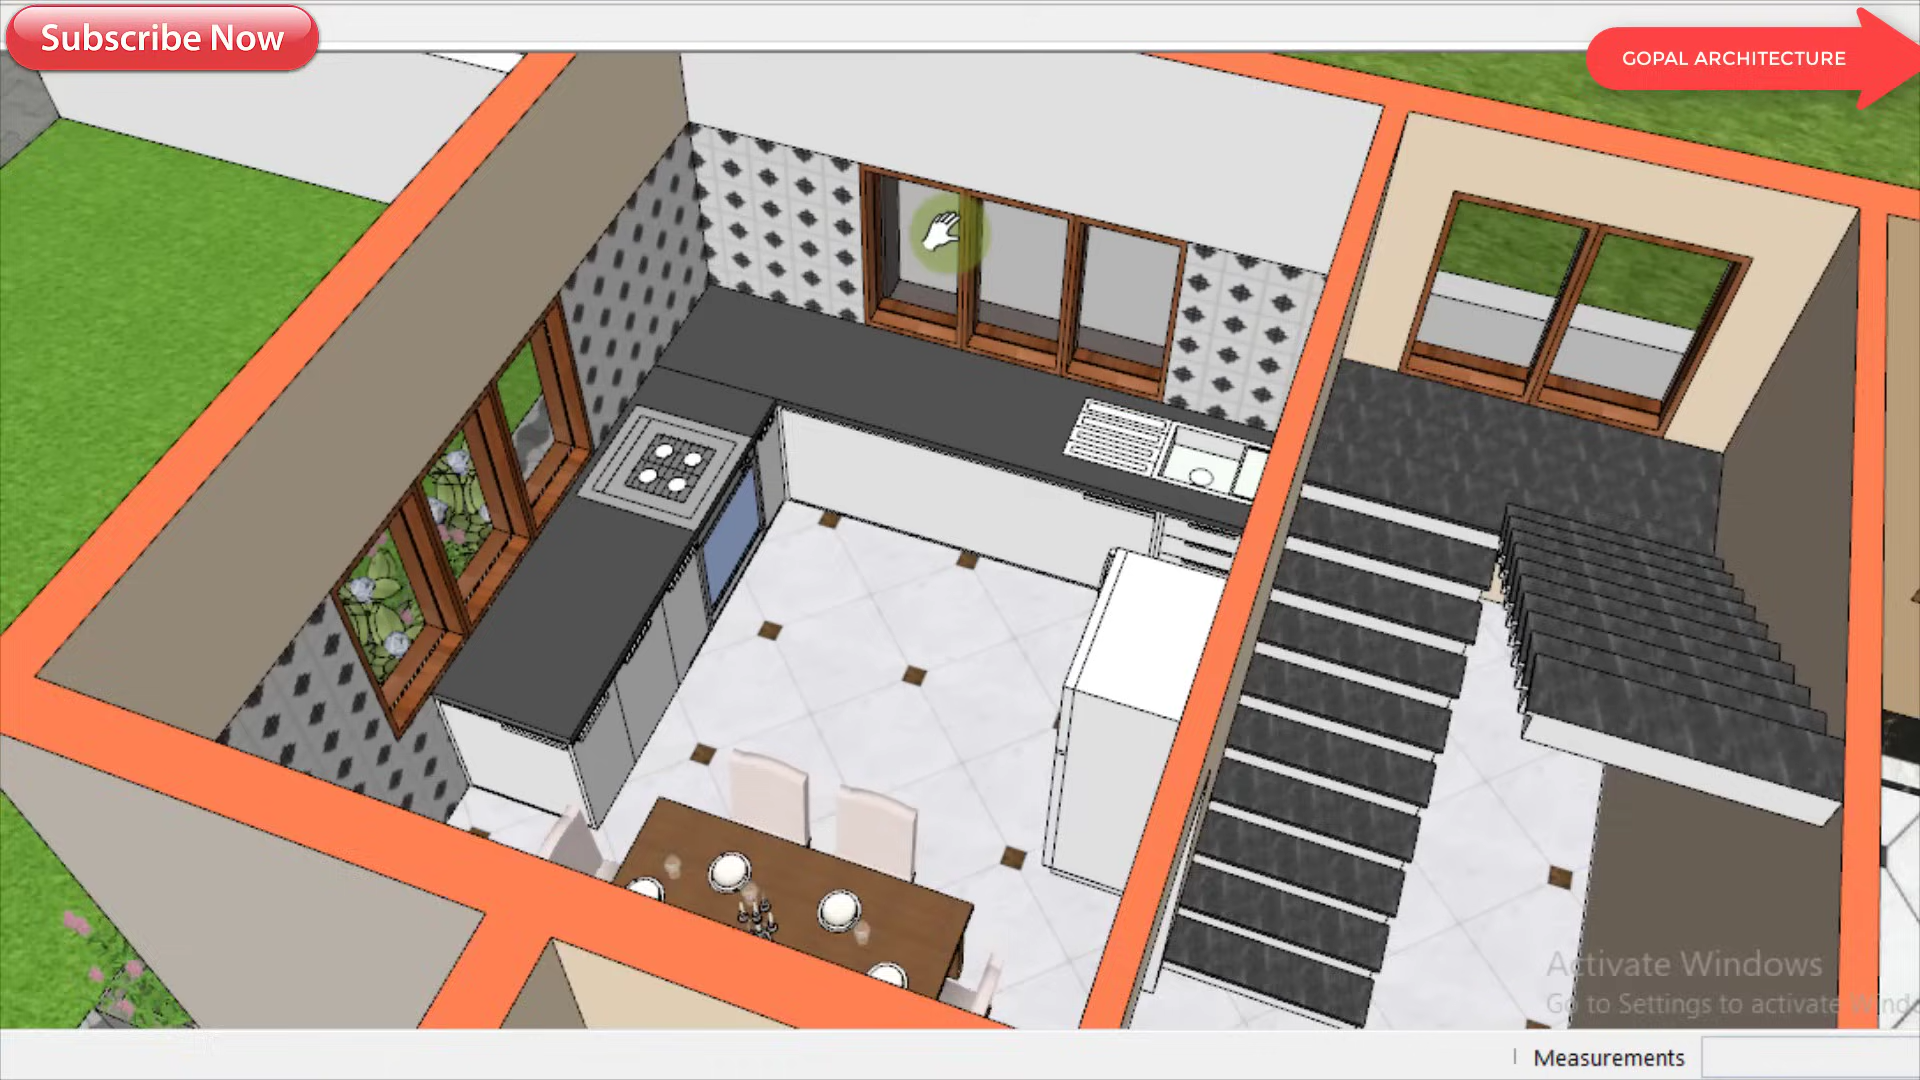 Subscribe Now
GOPAL ARCHITECTURE
Activate Windows
Go to Settings to activate
Measurements